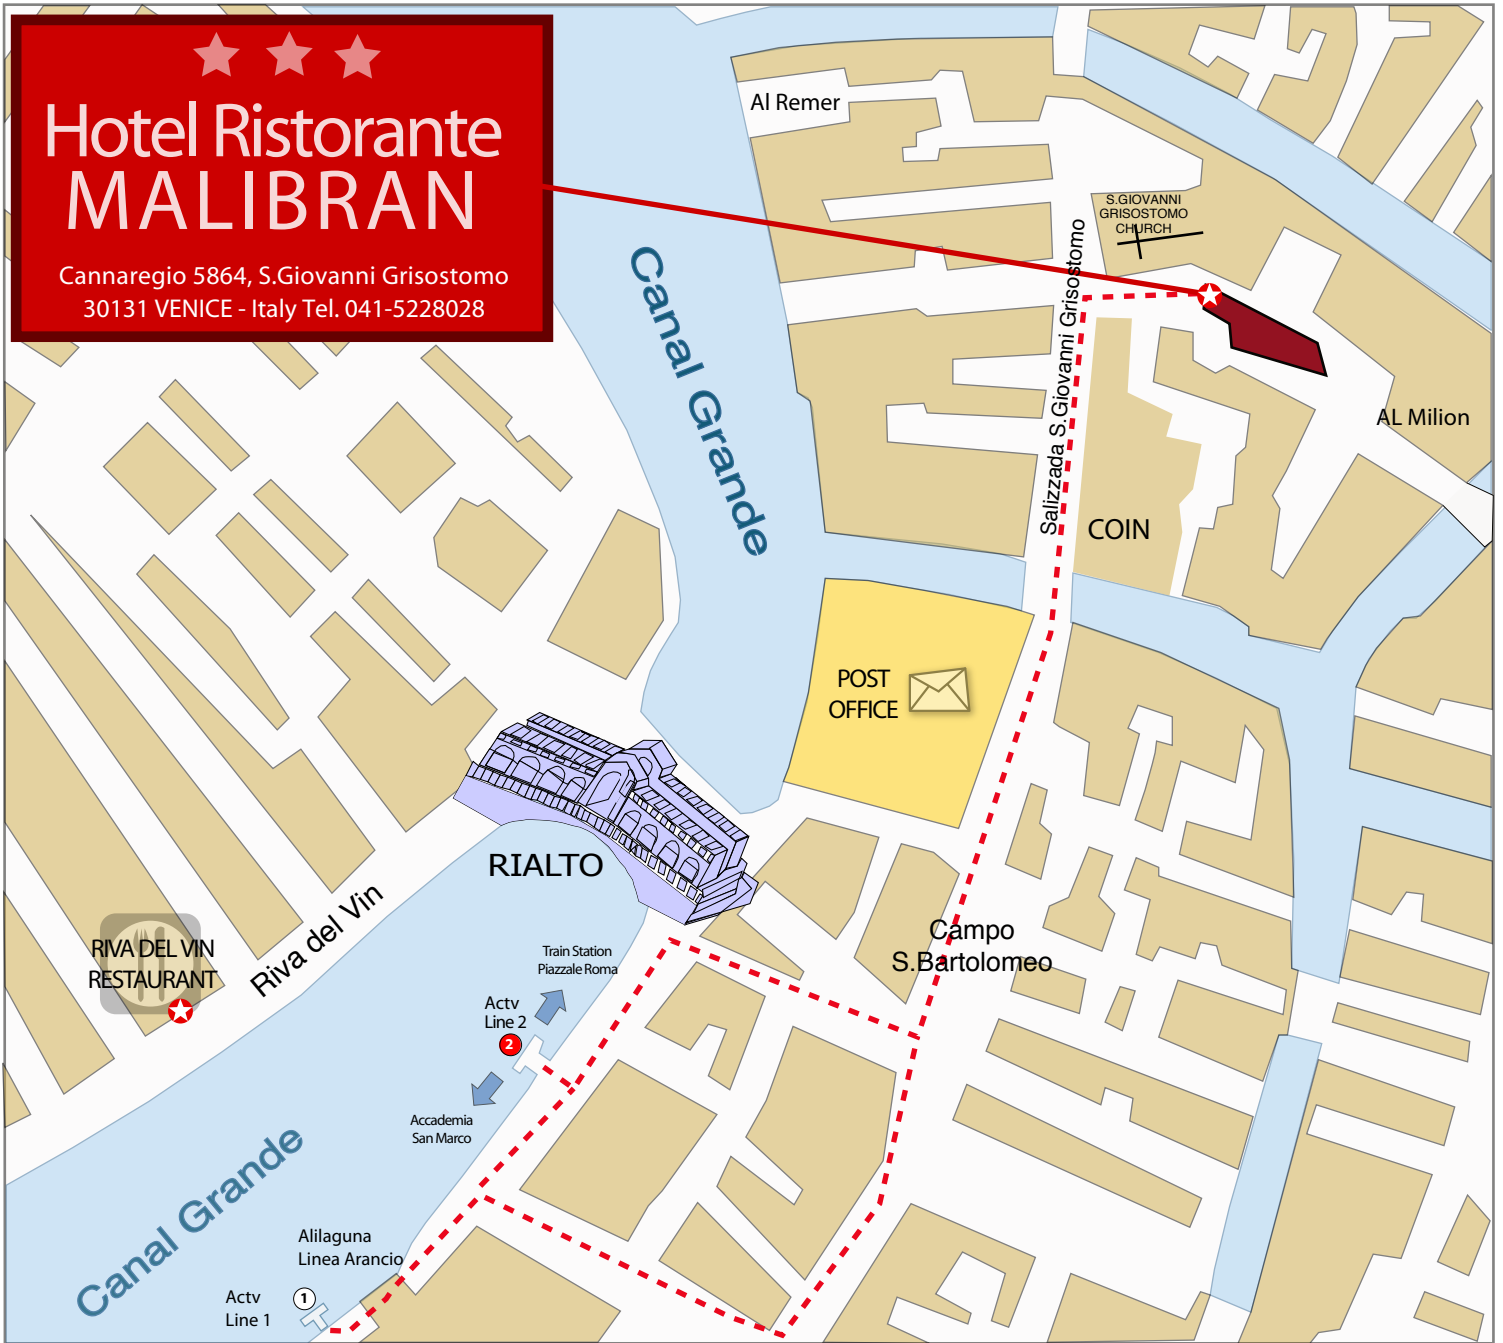 Hotel Ristorante
MALIBRAN
Cannaregio 5864, S.Giovanni Grisostomo
30131 VENICE - Italy Tel. 041-5228028
Al Remer
S.GIOVANNI
GRISOSTOMO
CHURCH
Canal Grande
Salizzada S.Giovanni Grisostomo
AL Milion
COIN
POST
OFFICE
RIALTO
Riva del Vin
RIVA DEL VIN
RESTAURANT
Campo
S.Bartolomeo
Train Station
Piazzale Roma
Actv
Line 2
2
Accademia
San Marco
Canal Grande
Alilaguna
Linea Arancio
Actv
Line 1
1